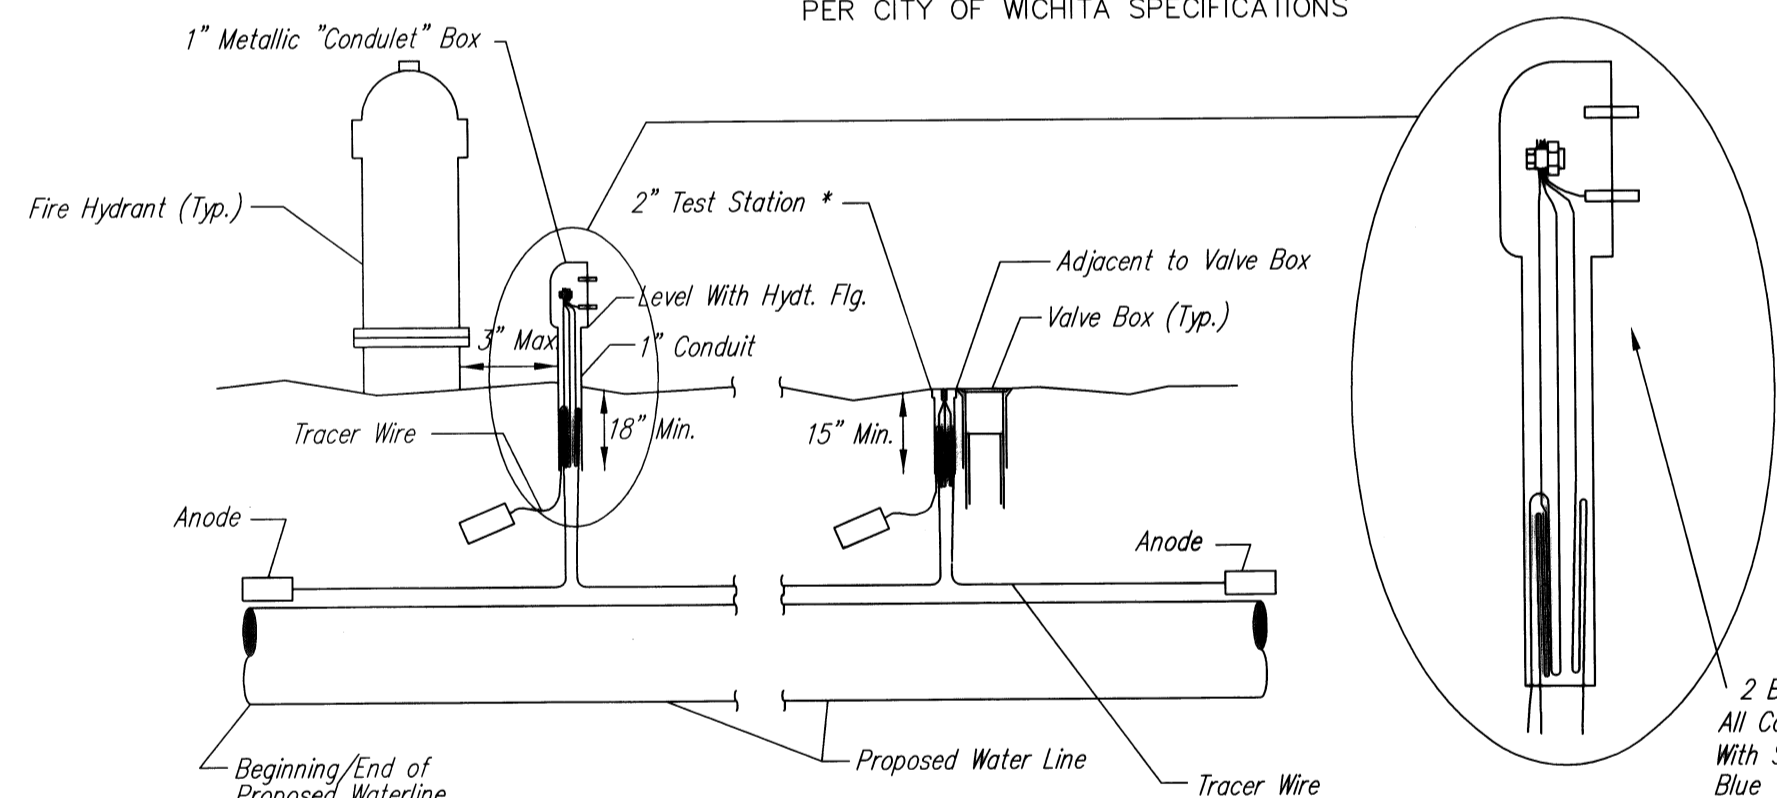 PER CITY OF WICHITA SPECIFICATIONS
1" Metallic "Condulet" Box
Fire Hydrant (Typ.)
2" Test Station *
Adjacent to Valve Box
Level With Hydt. Flg.
Valve Box (Typ.)
3" Max.
1" Conduit
Tracer Wire
18" Min.
15" Min.
Anode
Anode
2
All
With
Blue
Beginning/End of
Proposed Waterline
Proposed Water Line
Tracer Wire